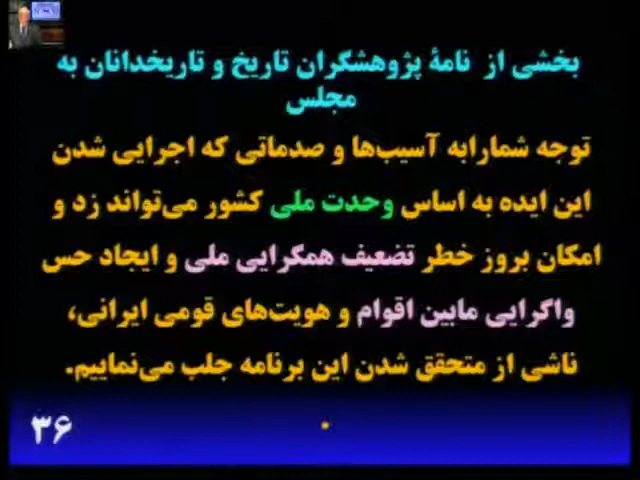 بخشی از نامهٔ پژوهشگران تاریخ و تاریخدانان به
مجلس
توجه شمارابه آسیب‌ها و صدماتی که اجرایی شدن
این ایده به اساس وحدت ملی کشور می‌تواند زد و
امکان بروز خطر تضعیف همگرایی ملی و ایجاد حس
واگرایی مابین اقوام و هویت‌های قومی ایرانی،
ناشی از متحقق شدن این برنامه جلب می‌نماییم.
۳۶